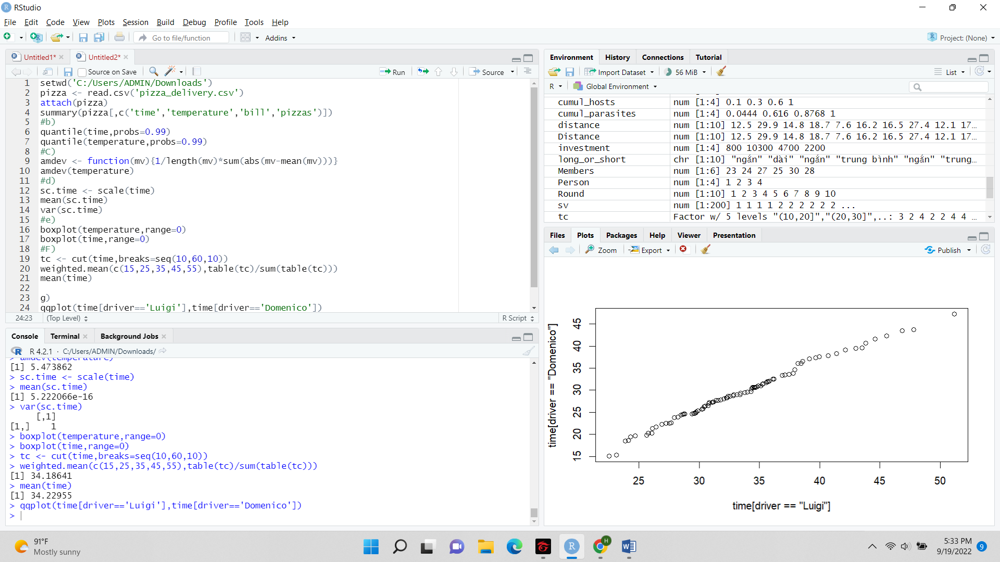 RStudio
File Edit Code View Plots Session Build Debug Profile Tools Help
Go to file/function Addins Project: (None)
Untitled1* Untitled2*
Source on Save Run Source
1 setwd('C:/Users/ADMIN/Downloads')
2 pizza <- read.csv('pizza_delivery.csv')
3 attach(pizza)
4 summary(pizza[,c('time','temperature','bill','pizzas')])
5 #b)
6 quantile(time,probs=0.99)
7 quantile(temperature,probs=0.99)
8 #C)
9 amdev <- function(mv){1/length(mv)*sum(abs(mv-mean(mv)))}
10 amdev(temperature)
11 #d)
12 sc.time <- scale(time)
13 mean(sc.time)
14 var(sc.time)
15 #e)
16 boxplot(temperature,range=0)
17 boxplot(time,range=0)
18 #F)
19 tc <- cut(time,breaks=seq(10,60,10))
20 weighted.mean(c(15,25,35,45,55),table(tc)/sum(table(tc)))
21 mean(time)
22
23 g)
24 qqplot(time[driver=='Luigi'],time[driver=='Domenico'])
24:23 (Top Level) R Script
Console Terminal Background Jobs
R 4.2.1 · C:/Users/ADMIN/Downloads/
> amdev(temperature)
[1] 5.473862
> sc.time <- scale(time)
> mean(sc.time)
[1] 5.222066e-16
> var(sc.time)
[,1]
[1,] 1
> boxplot(temperature,range=0)
> boxplot(time,range=0)
> tc <- cut(time,breaks=seq(10,60,10))
> weighted.mean(c(15,25,35,45,55),table(tc)/sum(table(tc)))
[1] 34.18641
> mean(time)
[1] 34.22955
> qqplot(time[driver=='Luigi'],time[driver=='Domenico'])
>
Environment History Connections Tutorial
Import Dataset 56 MiB List
R Global Environment
cumul_hosts num [1:4] 0.1 0.3 0.6 1
cumul_parasites num [1:4] 0.0444 0.616 0.8768 1
distance num [1:10] 12.5 29.9 14.8 18.7 7.6 16.2 16.5 27.4 12.1 17…
Distance num [1:10] 12.5 29.9 14.8 18.7 7.6 16.2 16.5 27.4 12.1 17…
investment num [1:4] 800 10300 4700 2200
long_or_short chr [1:10] "ngắn" "dài" "ngắn" "trung bình" "ngắn" "trung…
Members num [1:6] 23 24 27 25 30 28
Person num [1:4] 1 2 3 4
Round num [1:10] 1 2 3 4 5 6 7 8 9 10
sv num [1:200] 1 1 1 1 2 2 2 2 2 2 ...
tc Factor w/ 5 levels "(10,20]","(20,30]",..: 3 2 4 2 2 4 4 …
Files Plots Packages Help Viewer Presentation
Zoom Export Publish
time[driver == "Domenico"]
45
40
35
30
25
20
15
25 30 35 40 45 50
time[driver == "Luigi"]
91°F
Mostly sunny
H
5:33 PM
9/19/2022
9